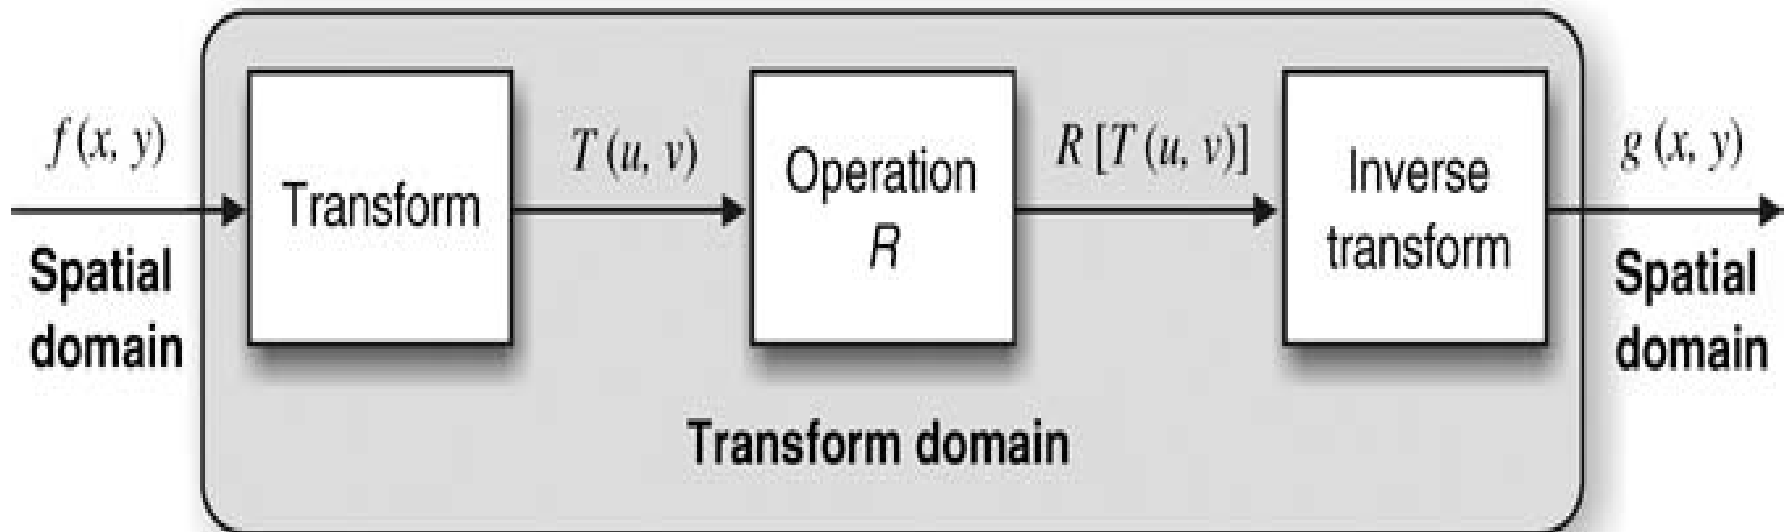 f(x, y)
Spatial
domain
Transform
T(u, v)
Operation
R
R[T(u, v)]
Inverse
transform
g(x, y)
Spatial
domain
Transform domain